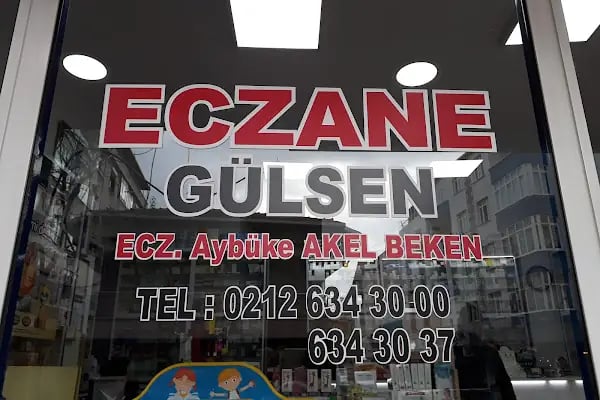 ECZANE
GÜLSEN
ECZ. Aybüke AKEL BEKEN
TEL : 0212 634 30 00
634 30 37